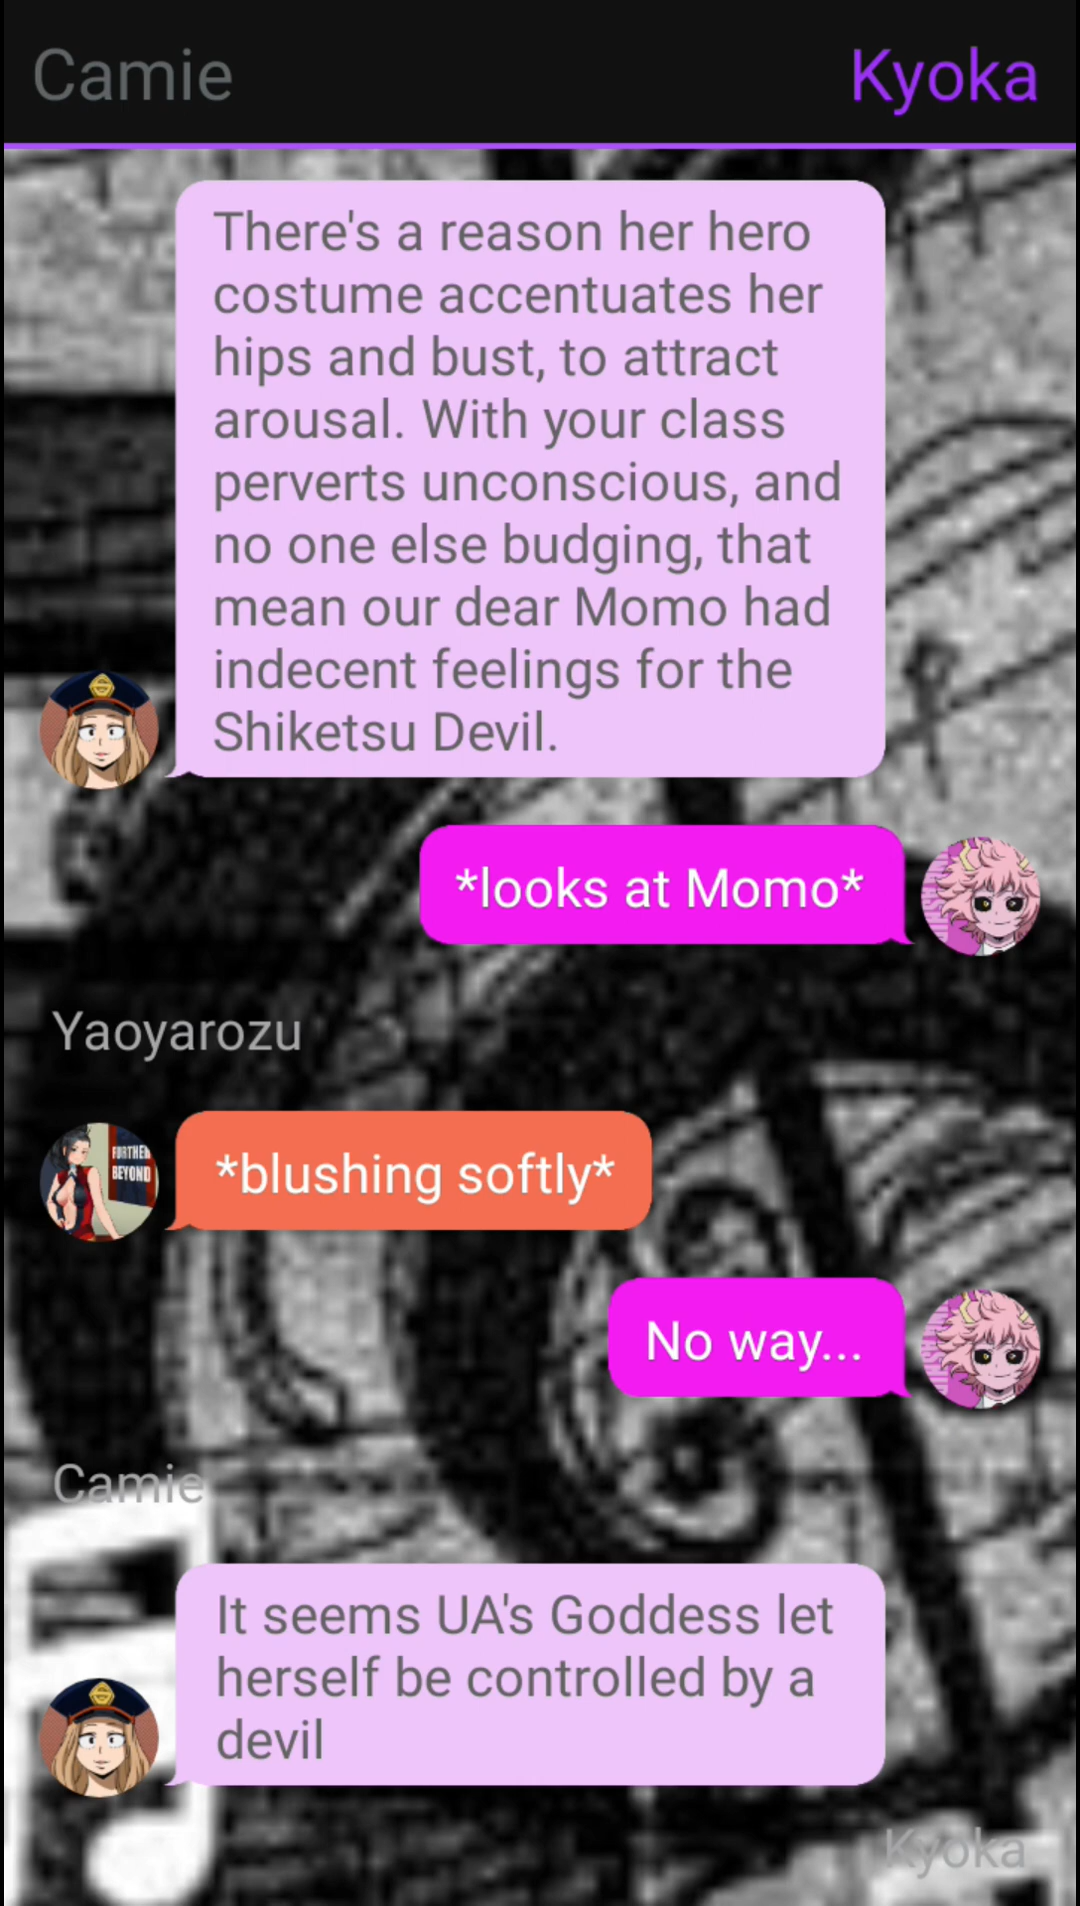 Camie
Kyoka
There's a reason her hero
costume accentuates her
hips and bust, to attract
arousal. With your class
perverts unconscious, and
no one else budging, that
mean our dear Momo had
indecent feelings for the
Shiketsu Devil.
*looks at Momo*
Yaoyarozu
FURTHER
BEYOND
*blushing softly*
No way...
Camie
It seems UA's Goddess let
herself be controlled by a
devil
Kyoka